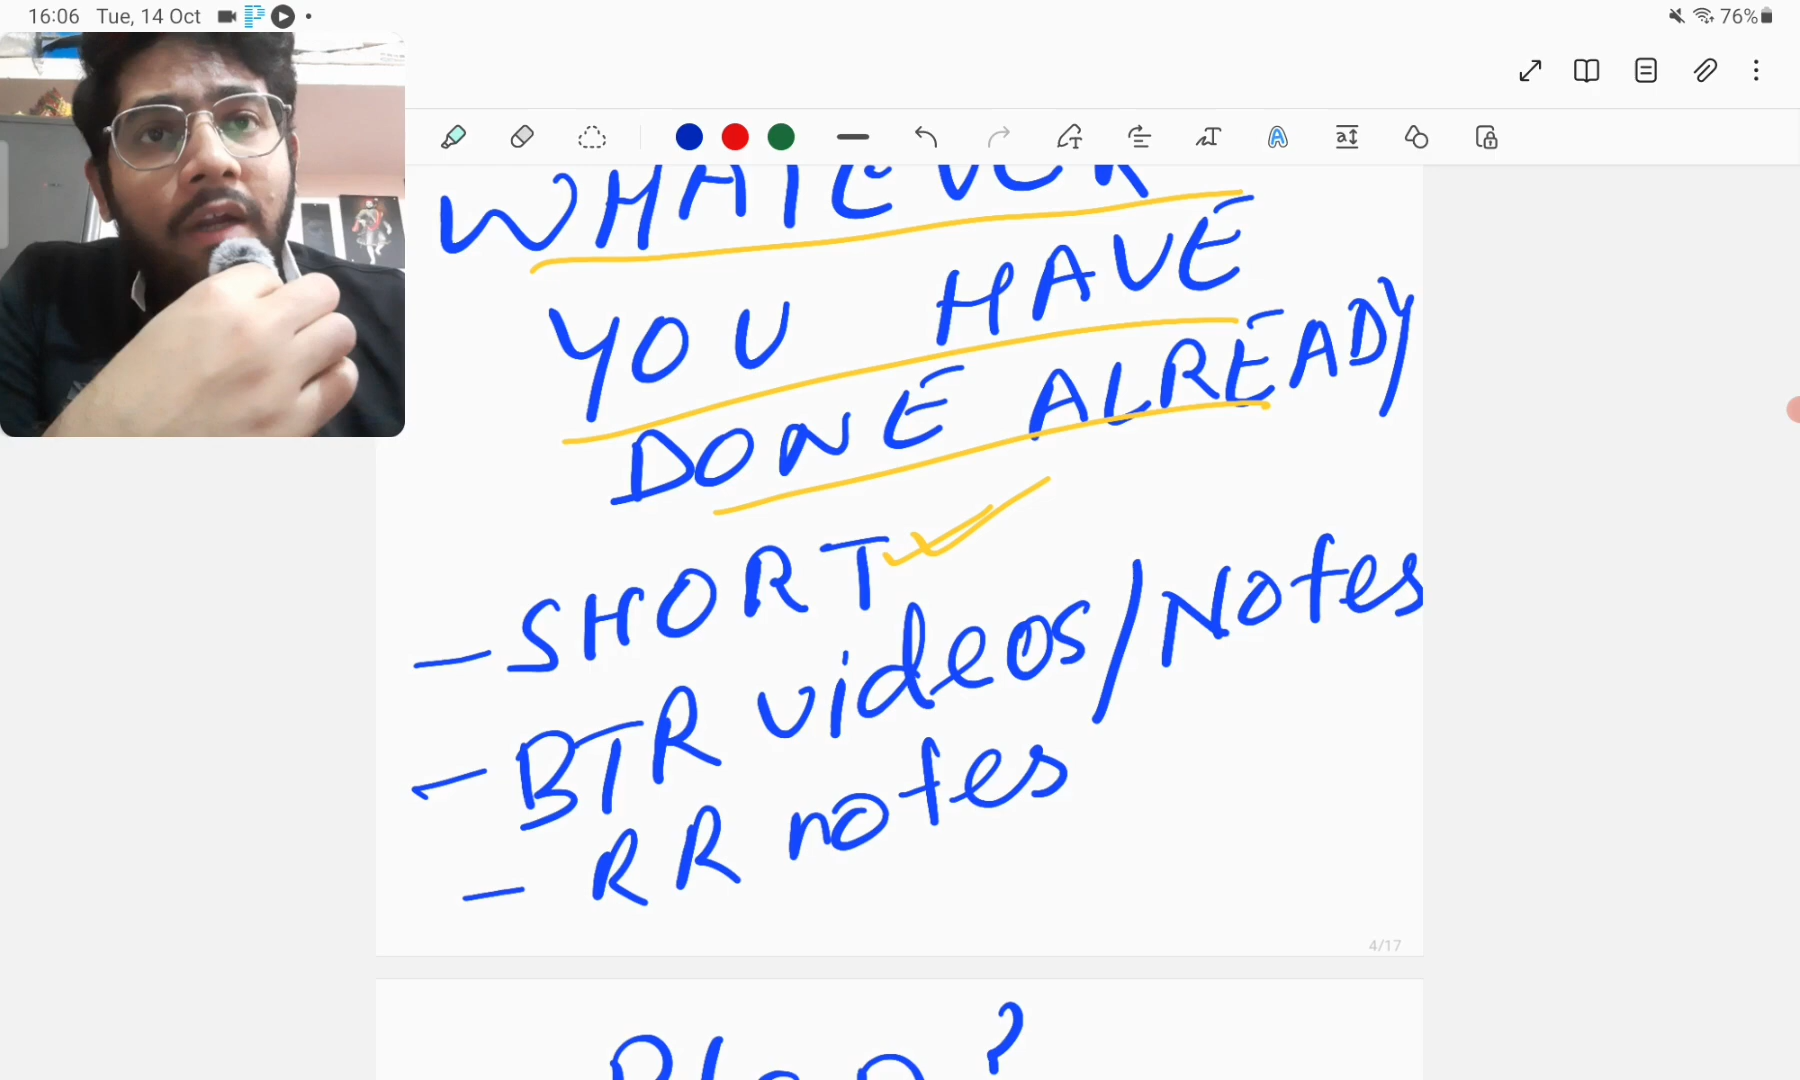 16:06 Tue, 14 Oct
76%
WHATEVER
YOU HAVE
DONE ALREADY
- SHORT
- BTR videos/Notes
- RR notes
4/17
Plan?